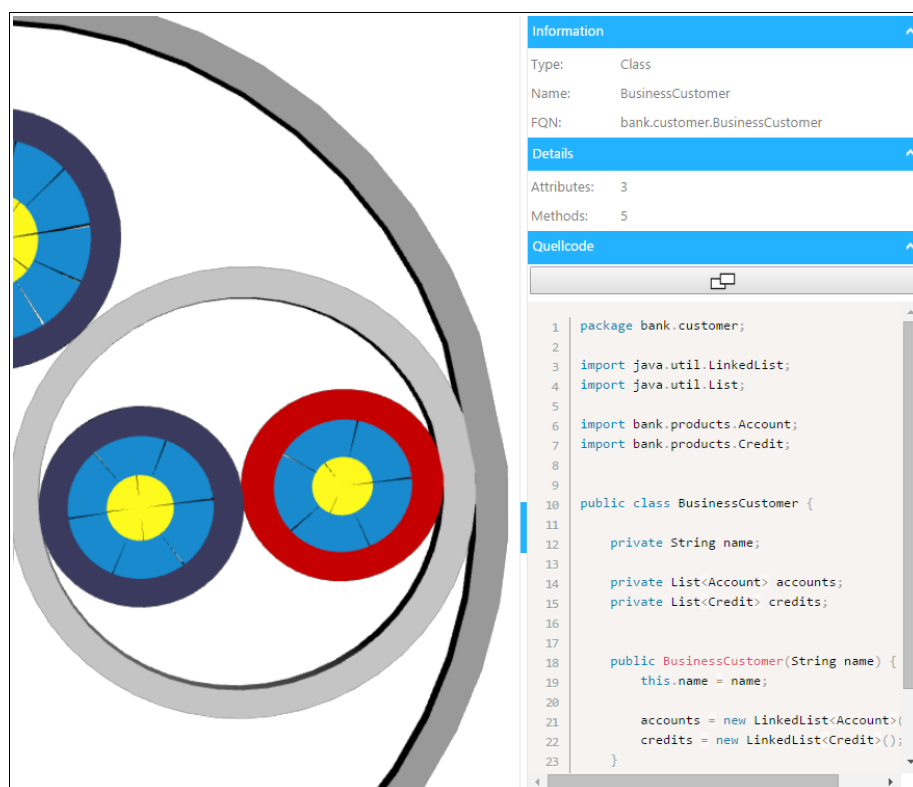 Information
Type: Class
Name: BusinessCustomer
FQN: bank.customer.BusinessCustomer
Details
Attributes: 3
Methods: 5
Quellcode
1 package bank.customer;
2
3 import java.util.LinkedList;
4 import java.util.List;
5
6 import bank.products.Account;
7 import bank.products.Credit;
8
9
10 public class BusinessCustomer {
11
12 private String name;
13
14 private List<Account> accounts;
15 private List<Credit> credits;
16
17
18 public BusinessCustomer(String name) {
19 this.name = name;
20
21 accounts = new LinkedList<Account>(
22 credits = new LinkedList<Credit>();
23 }